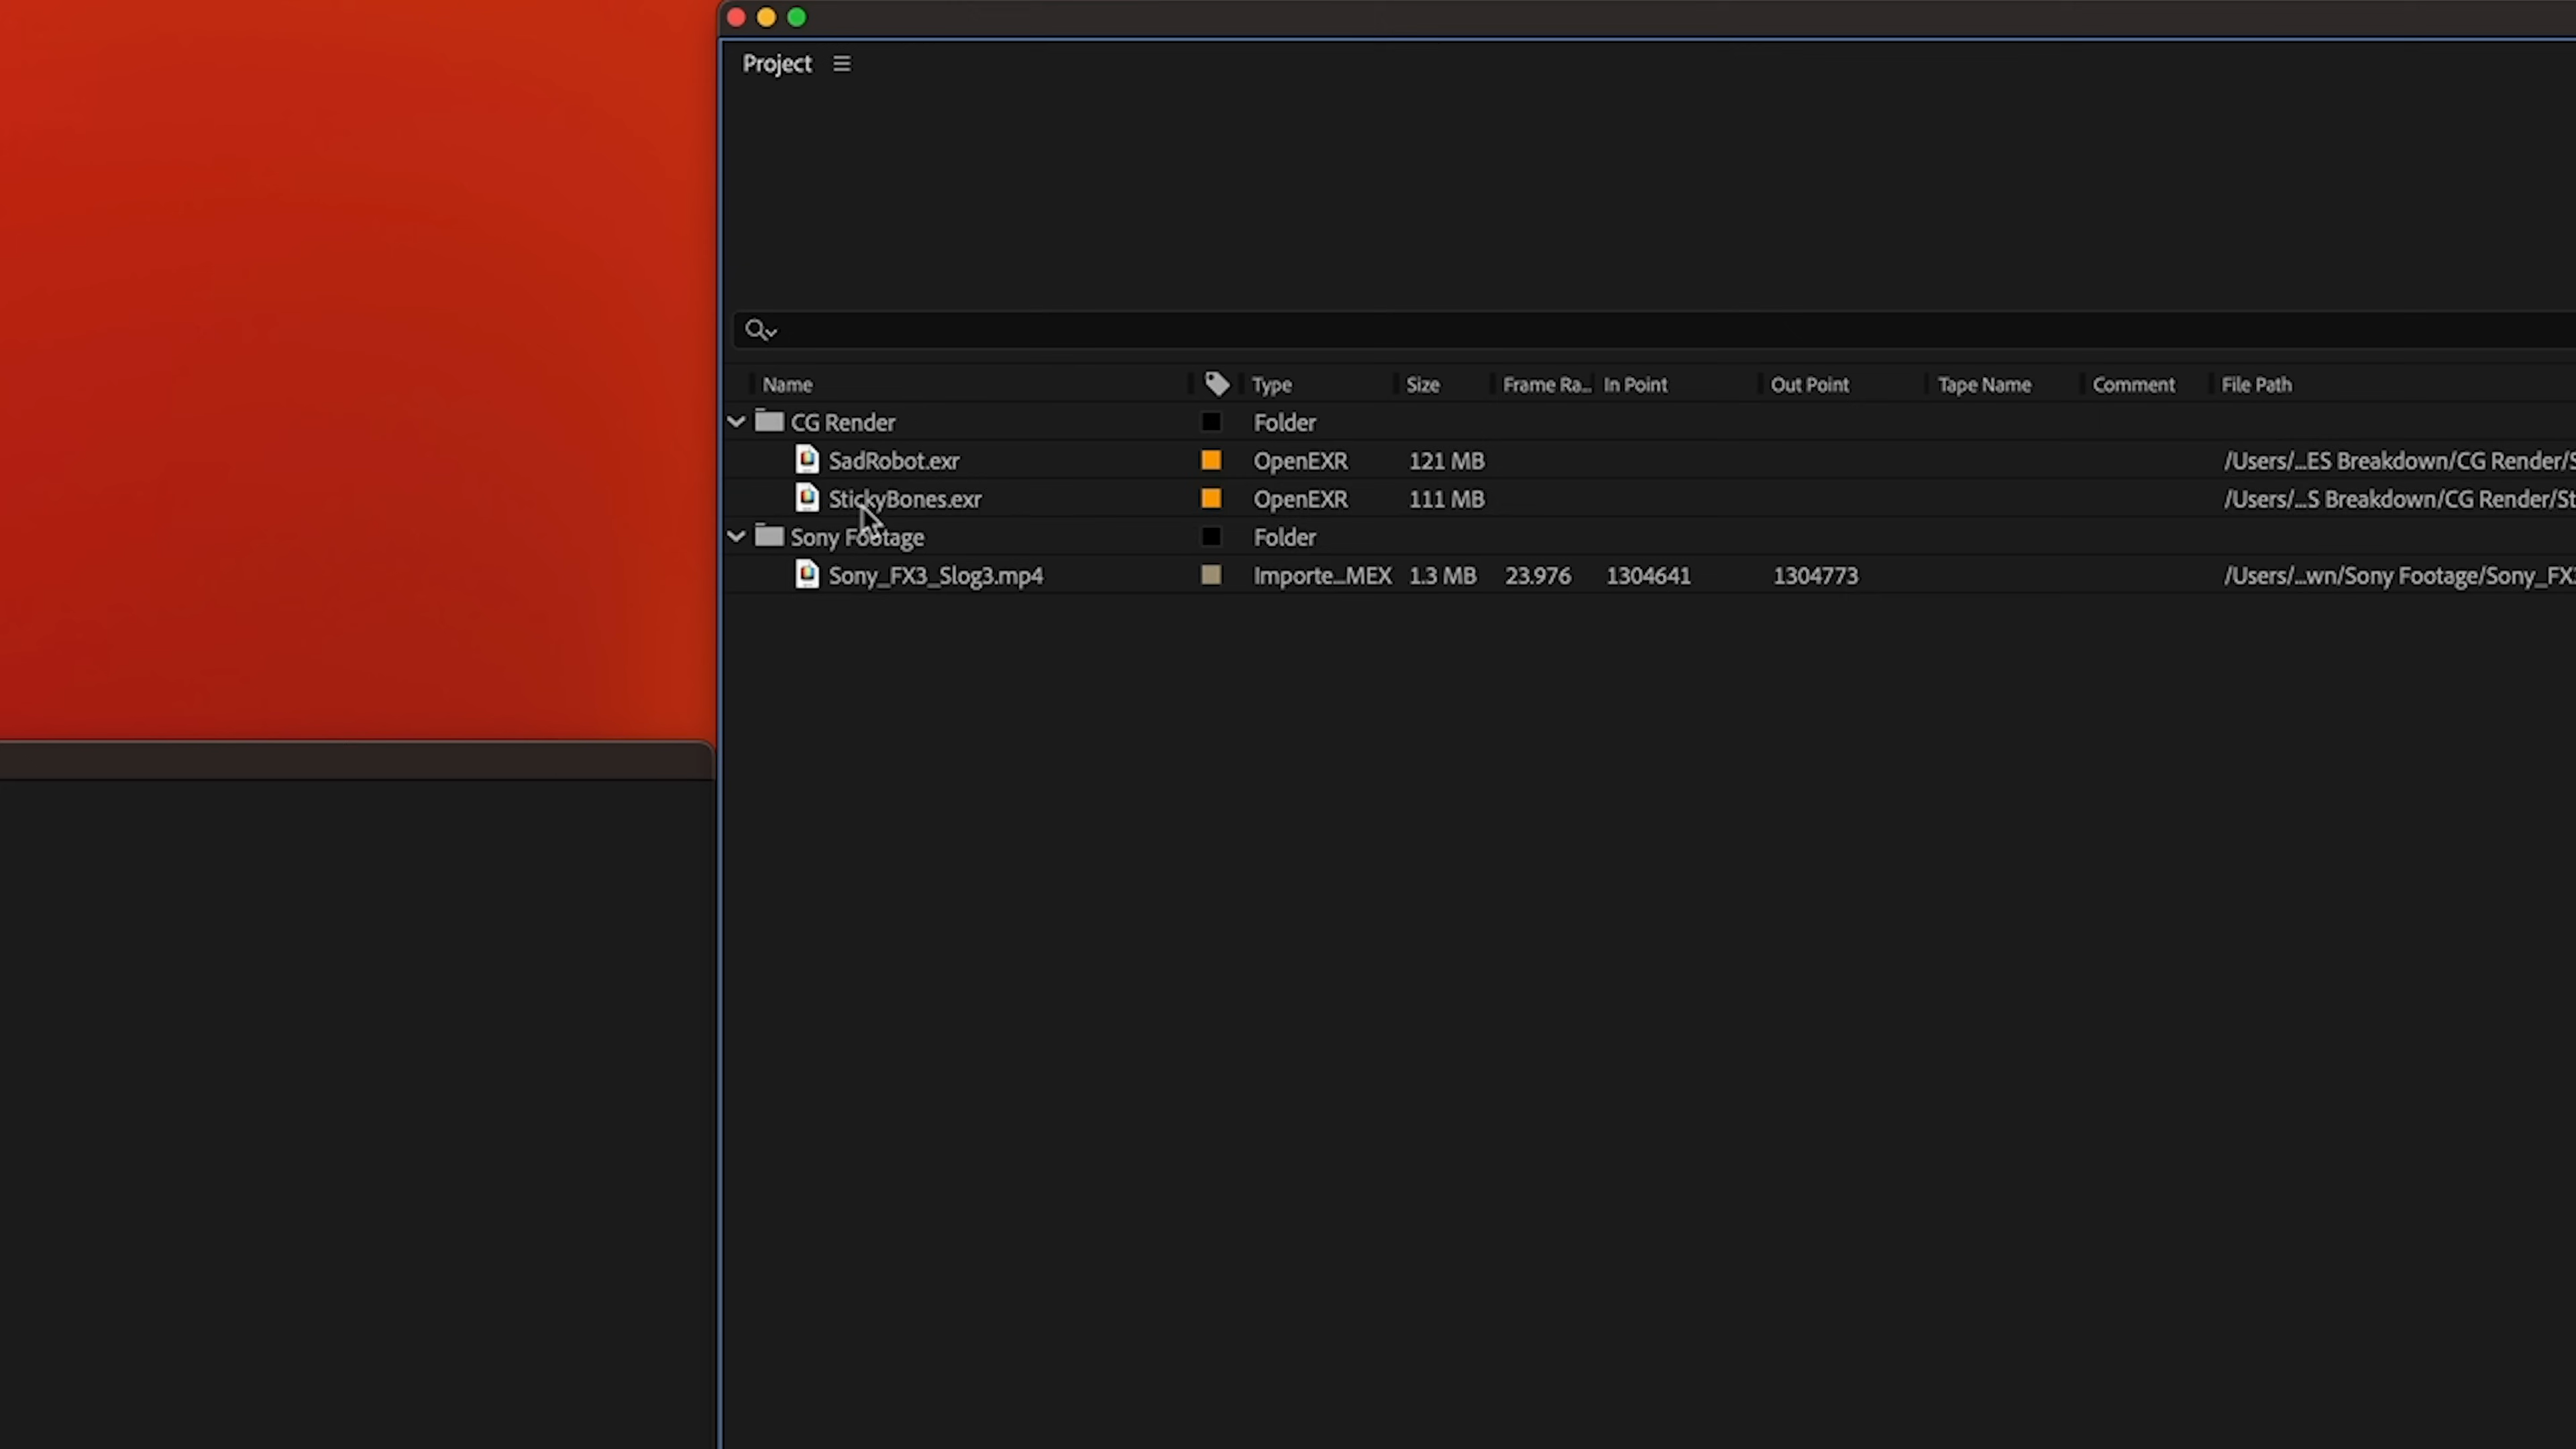 Project
Name Type Size Frame Ra... In Point Out Point Tape Name Comment File Path
CG Render Folder
SadRobot.exr OpenEXR 121 MB /Users/...ES Breakdown/CG Render/S
StickyBones.exr OpenEXR 111 MB /Users/...S Breakdown/CG Render/St
Sony Footage Folder
Sony_FX3_Slog3.mp4 Importe...MEX 1.3 MB 23.976 1304641 1304773 /Users/...wn/Sony Footage/Sony_FX3